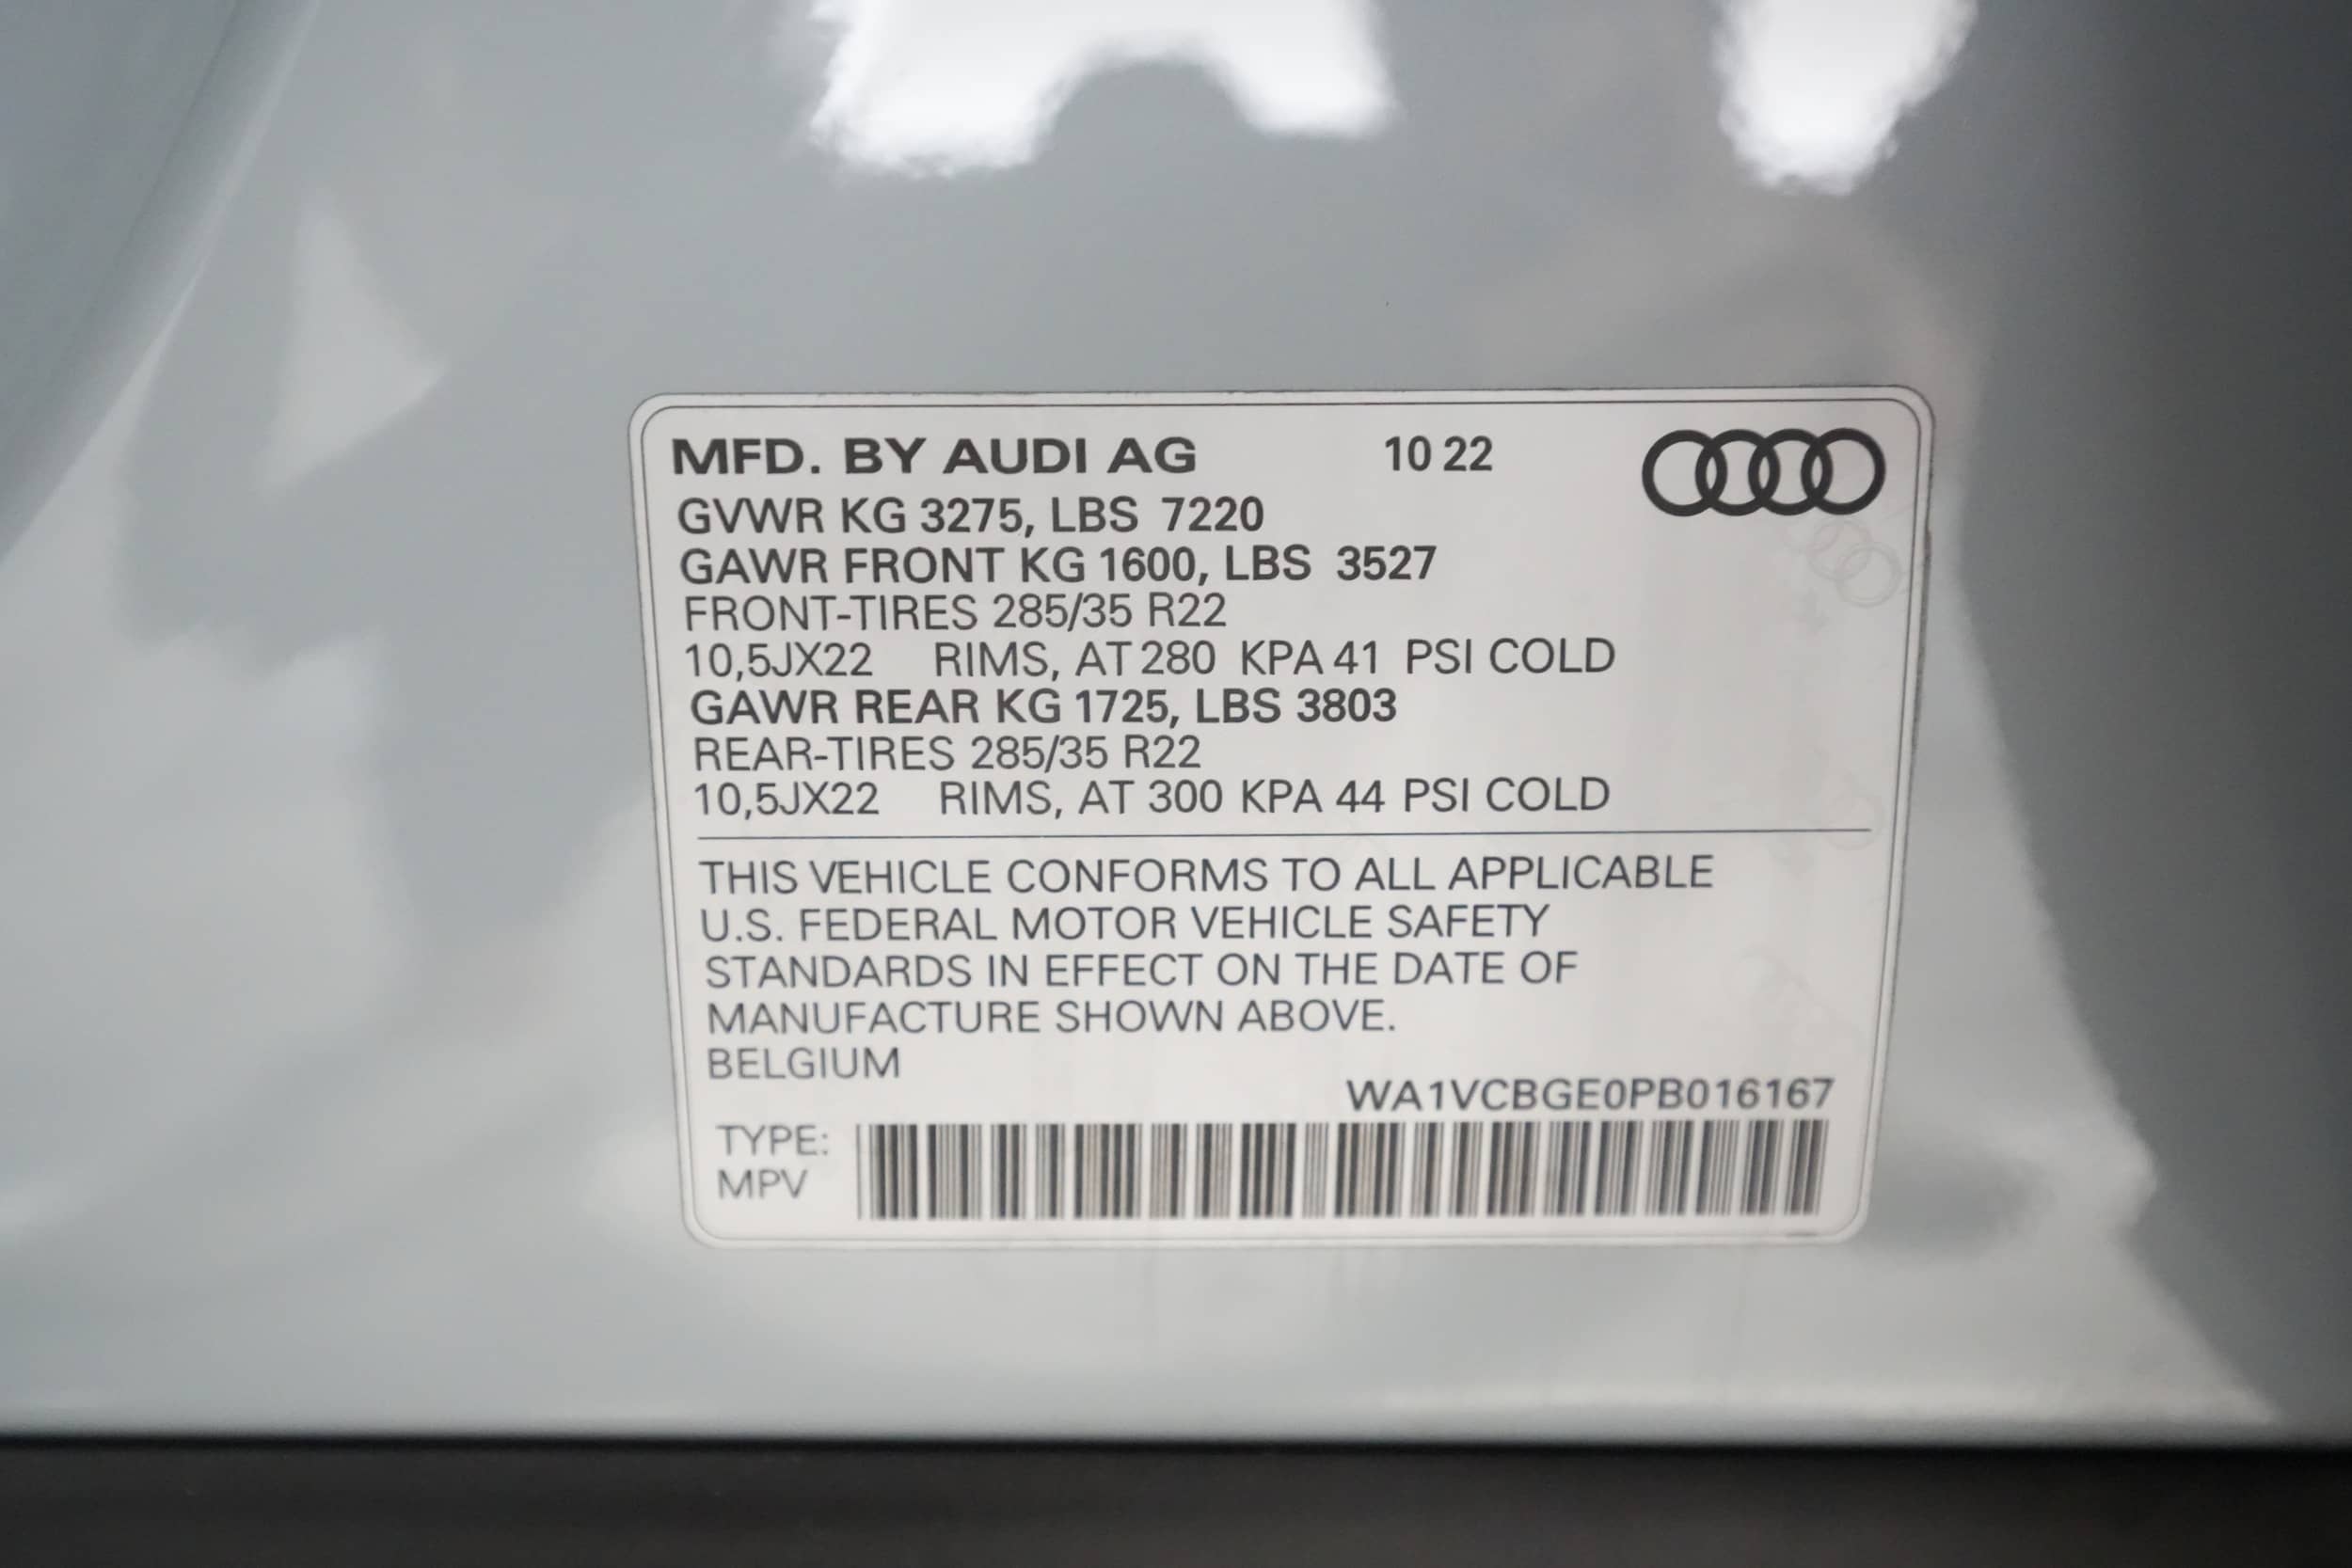 MFD. BY AUDI AG 10 22
GVWR KG 3275, LBS 7220
GAWR FRONT KG 1600, LBS 3527
FRONT-TIRES 285/35 R22
10,5JX22 RIMS, AT 280 KPA 41 PSI COLD
GAWR REAR KG 1725, LBS 3803
REAR-TIRES 285/35 R22
10,5JX22 RIMS, AT 300 KPA 44 PSI COLD
THIS VEHICLE CONFORMS TO ALL APPLICABLE
U.S. FEDERAL MOTOR VEHICLE SAFETY
STANDARDS IN EFFECT ON THE DATE OF
MANUFACTURE SHOWN ABOVE.
BELGIUM
WA1VCBGE0PB016167
TYPE:
MPV